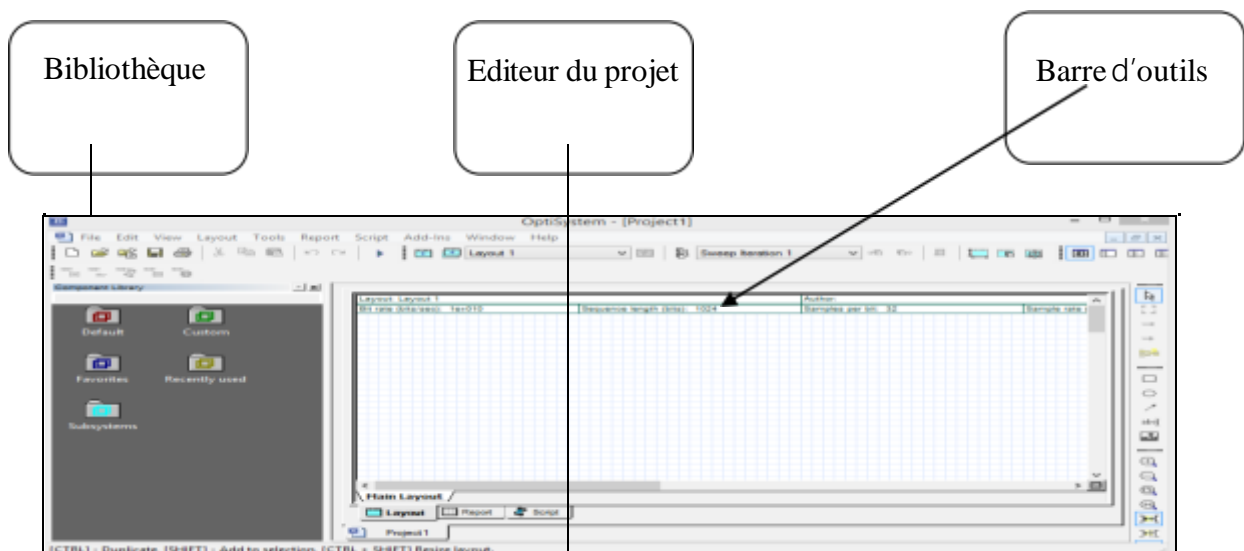 Bibliothèque
Editeur du projet
Barre d'outils
OptiSystem - [Project1]
File Edit View Layout Tools Report Script Add-Ins Window Help
Layout 1
Sweep Iteration 1
Component Library
Layout: Layout 1 Author:
Bit rate (bits/sec): 1e+010 Sequence length (bits): 1024 Samples per bit: 32 Sample rate
Default Custom
Favorites Recently used
Subsystems
Main Layout
Layout Report Script
Project1
[CTRL] - Duplicate, [SHIFT] - Add to selection, [CTRL + SHIFT] Resize layout.